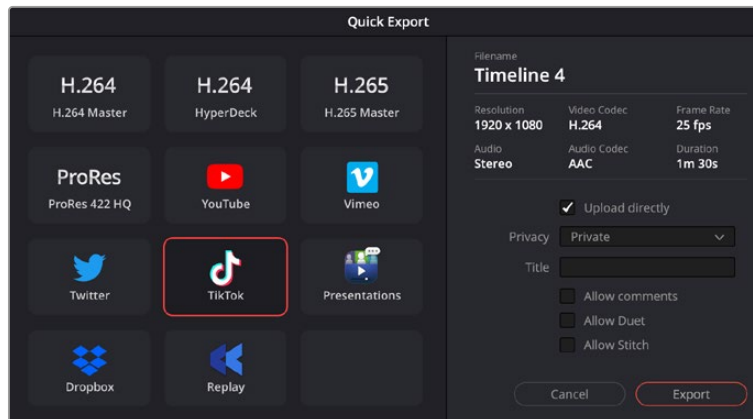 Quick Export
H.264
H.264 Master
H.264
HyperDeck
H.265
H.265 Master
ProRes
ProRes 422 HQ
YouTube
Vimeo
Twitter
TikTok
Presentations
Dropbox
Replay
Filename
Timeline 4
Resolution Video Codec Frame Rate
1920 x 1080 H.264 25 fps
Audio Audio Codec Duration
Stereo AAC 1m 30s
Upload directly
Privacy Private
Title
Allow comments
Allow Duet
Allow Stitch
Cancel Export